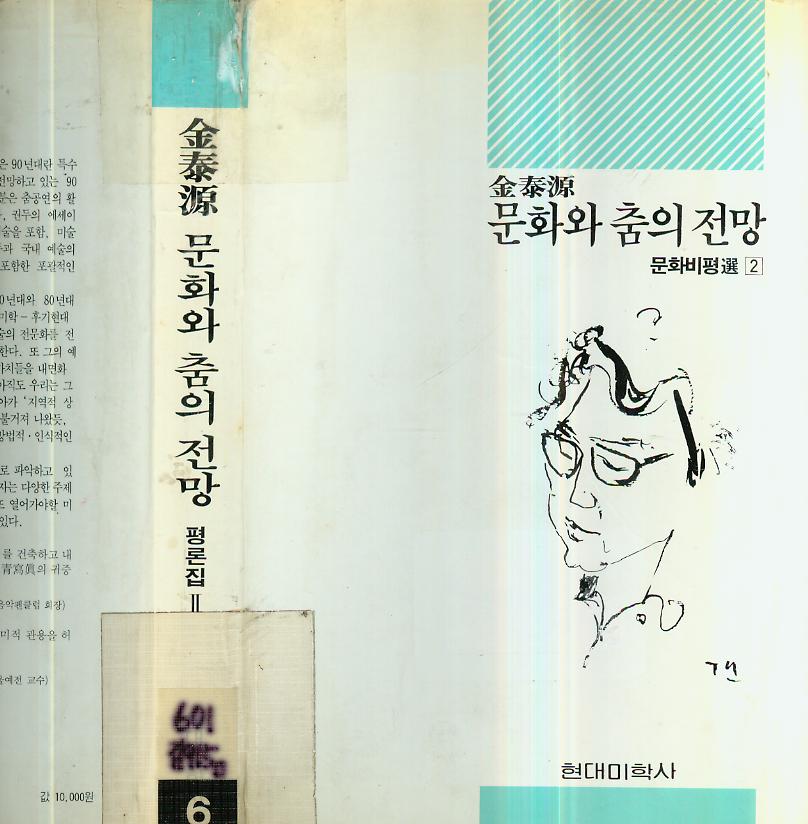 은 90년대란 특수
전망하고 있는 '90
분은 춤공연의 활
, 권두의 에세이
술을 포함, 미술
과 국내 예술의
포함한 포괄적인
0년대와 80년대
미학－후기현대
술의 전문화를 전
한다. 또 그의 예
가치들을 내면화
아직도 우리는 그
아가 '지역적 상
불거져 나왔듯,
방법적·인식적인
로 파악하고 있
자는 다양한 주제
또 열어가야할 미
있다.
를 건축하고 내
靑寫眞의 귀중
음악펜클럽 회장)
미적 관용을 허
예전 교수)
값 10,000원
金泰源 문화와 춤의 전망 평론집 Ⅱ
601
6
金泰源
문화와 춤의 전망
문화비평選 2
현대미학사